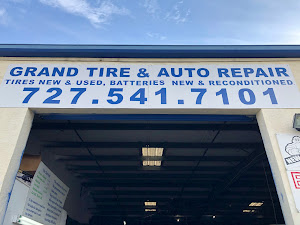 GRAND TIRE & AUTO REPAIR
TIRES NEW & USED, BATTERIES NEW & RECONDITIONED
727.541.7101